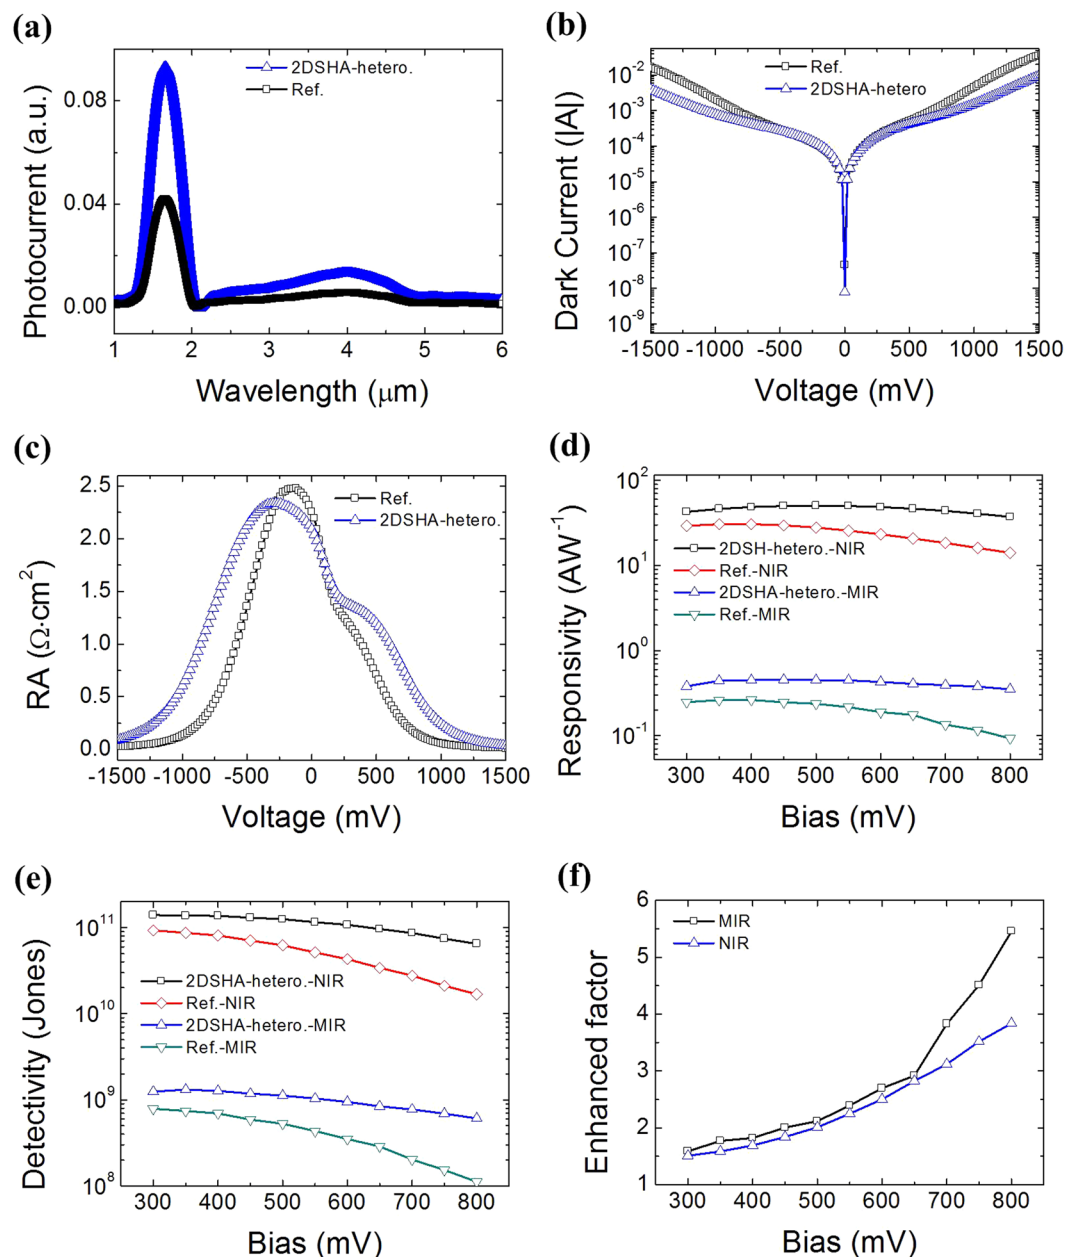 (a)
2DSHA-hetero.
Ref.
Photocurrent (a.u.)
0.08
0.04
0.00
1 2 3 4 5 6
Wavelength (μm)
(b)
Ref.
2DSHA-hetero
Dark Current (|A|)
10⁻²
10⁻³
10⁻⁴
10⁻⁵
10⁻⁶
10⁻⁷
10⁻⁸
10⁻⁹
-1500 -1000 -500 0 500 1000 1500
Voltage (mV)
(c)
Ref.
2DSHA-hetero.
RA (Ω·cm²)
2.5
2.0
1.5
1.0
0.5
0.0
-1500 -1000 -500 0 500 1000 1500
Voltage (mV)
(d)
Responsivity (AW⁻¹)
10²
10¹
10⁰
10⁻¹
2DSH-hetero.-NIR
Ref.-NIR
2DSHA-hetero.-MIR
Ref.-MIR
300 400 500 600 700 800
Bias (mV)
(e)
Detectivity (Jones)
10¹¹
10¹⁰
10⁹
10⁸
2DSHA-hetero.-NIR
Ref.-NIR
2DSHA-hetero.-MIR
Ref.-MIR
300 400 500 600 700 800
Bias (mV)
(f)
MIR
NIR
Enhanced factor
6
5
4
3
2
1
300 400 500 600 700 800
Bias (mV)